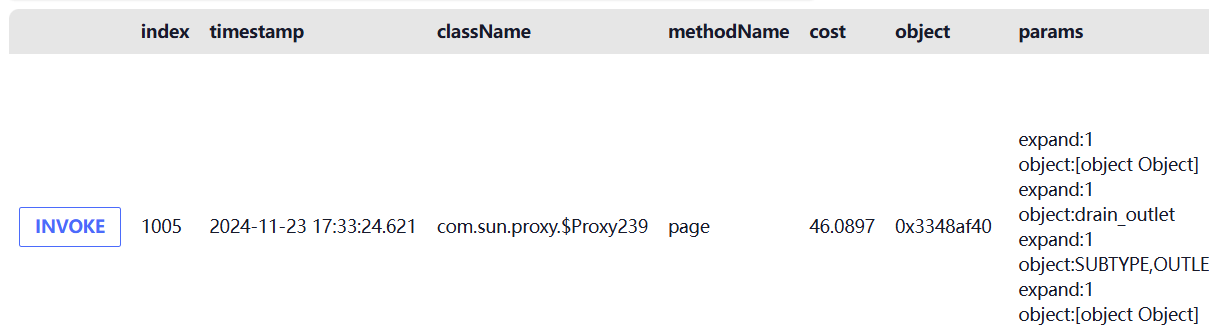 index timestamp className methodName cost object params
expand:1
object:[object Object]
expand:1
object:drain_outlet
INVOKE 1005 2024-11-23 17:33:24.621 com.sun.proxy.$Proxy239 page 46.0897 0x3348af40
expand:1
object:SUBTYPE,OUTLE
expand:1
object:[object Object]